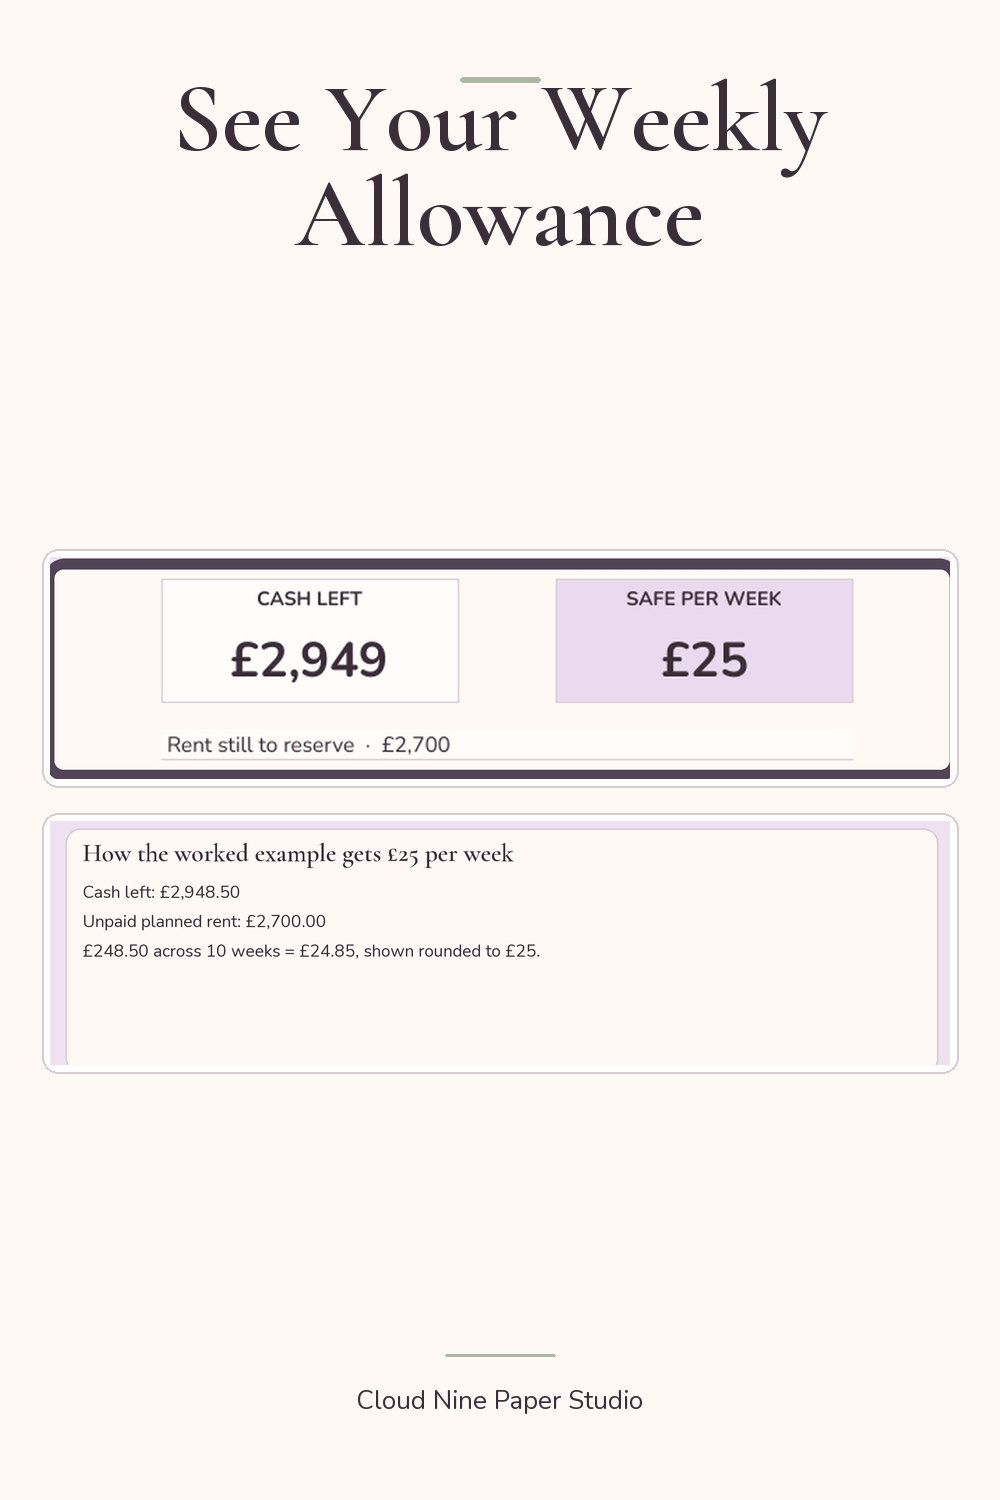 See Your Weekly
Allowance
CASH LEFT
£2,949
SAFE PER WEEK
£25
Rent still to reserve · £2,700
How the worked example gets £25 per week
Cash left: £2,948.50
Unpaid planned rent: £2,700.00
£248.50 across 10 weeks = £24.85, shown rounded to £25.
Cloud Nine Paper Studio